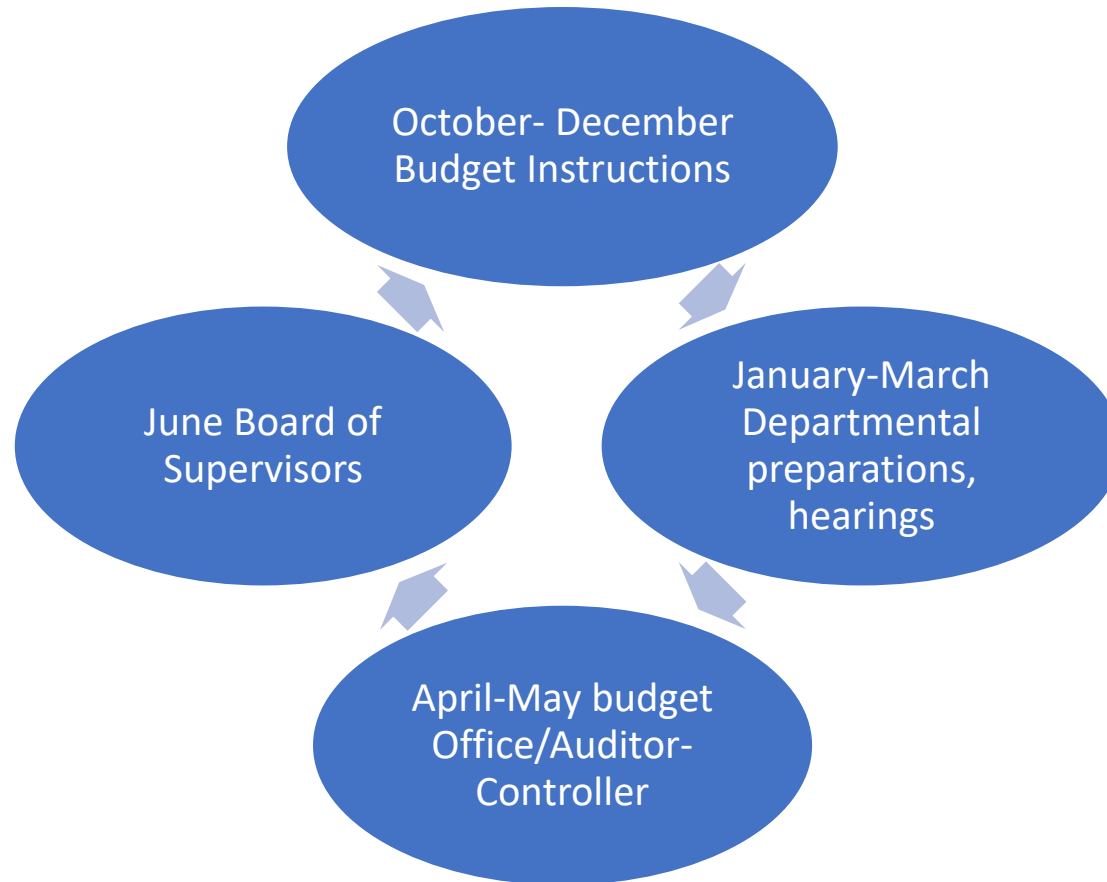 October- December
Budget Instructions
January-March
Departmental
preparations,
hearings
April-May budget
Office/Auditor-
Controller
June Board of
Supervisors